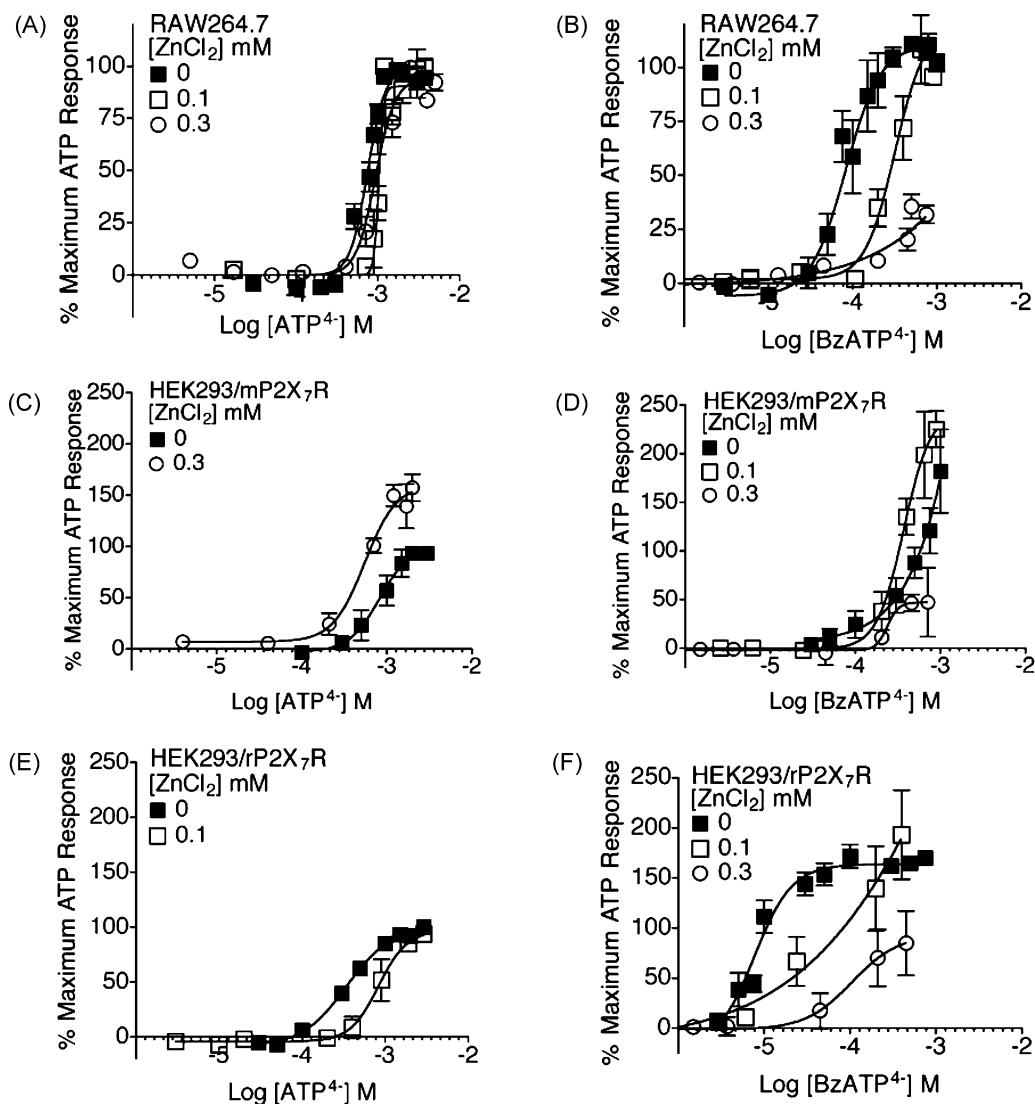 (A)
RAW264.7
[ZnCl₂] mM
0
0.1
0.3
% Maximum ATP Response
100
75
50
25
0
-5 -4 -3 -2
Log [ATP⁴⁻] M
(B)
RAW264.7
[ZnCl₂] mM
0
0.1
0.3
% Maximum ATP Response
100
75
50
25
0
-5 -4 -3 -2
Log [BzATP⁴⁻] M
(C)
HEK293/mP2X₇R
[ZnCl₂] mM
0
0.3
% Maximum ATP Response
250
200
150
100
50
0
-5 -4 -3 -2
Log [ATP⁴⁻] M
(D)
HEK293/mP2X₇R
[ZnCl₂] mM
0
0.1
0.3
% Maximum ATP Response
250
200
150
100
50
0
-5 -4 -3 -2
Log [BzATP⁴⁻] M
(E)
HEK293/rP2X₇R
[ZnCl₂] mM
0
0.1
% Maximum ATP Response
250
200
150
100
50
0
-5 -4 -3 -2
Log [ATP⁴⁻] M
(F)
HEK293/rP2X₇R
[ZnCl₂] mM
0
0.1
0.3
% Maximum ATP Response
250
200
150
100
50
0
-5 -4 -3 -2
Log [BzATP⁴⁻] M